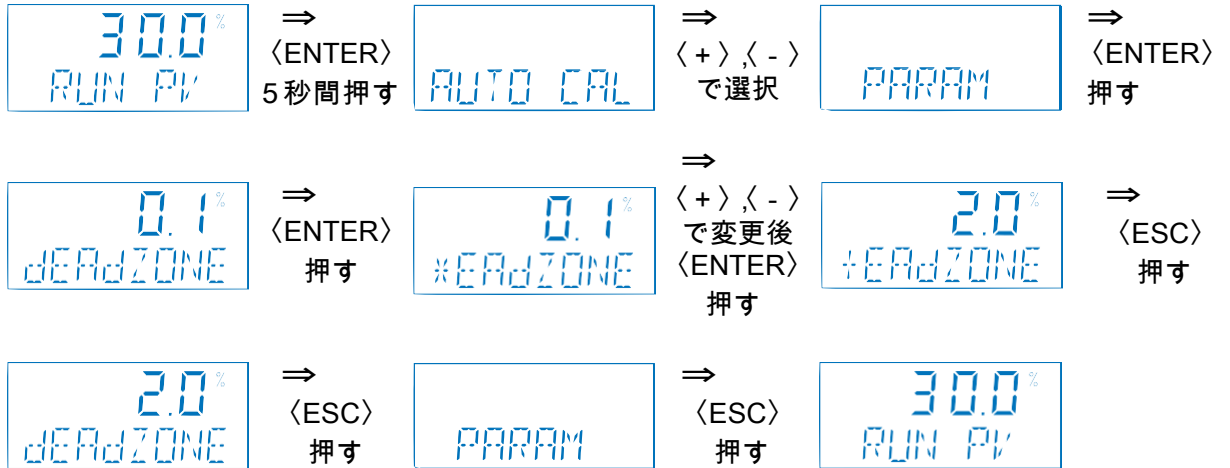 30.0%
RUN PV
⇒
〈ENTER〉
5秒間押す
AUTO CAL
⇒
〈+〉,〈-〉
で選択
PARAM
⇒
〈ENTER〉
押す
0.1%
dEAdZONE
⇒
〈ENTER〉
押す
0.1%
*EAdZONE
⇒
〈+〉,〈-〉
で変更後
〈ENTER〉
押す
2.0%
+EAdZONE
⇒
〈ESC〉
押す
2.0%
dEAdZONE
⇒
〈ESC〉
押す
PARAM
⇒
〈ESC〉
押す
30.0%
RUN PV